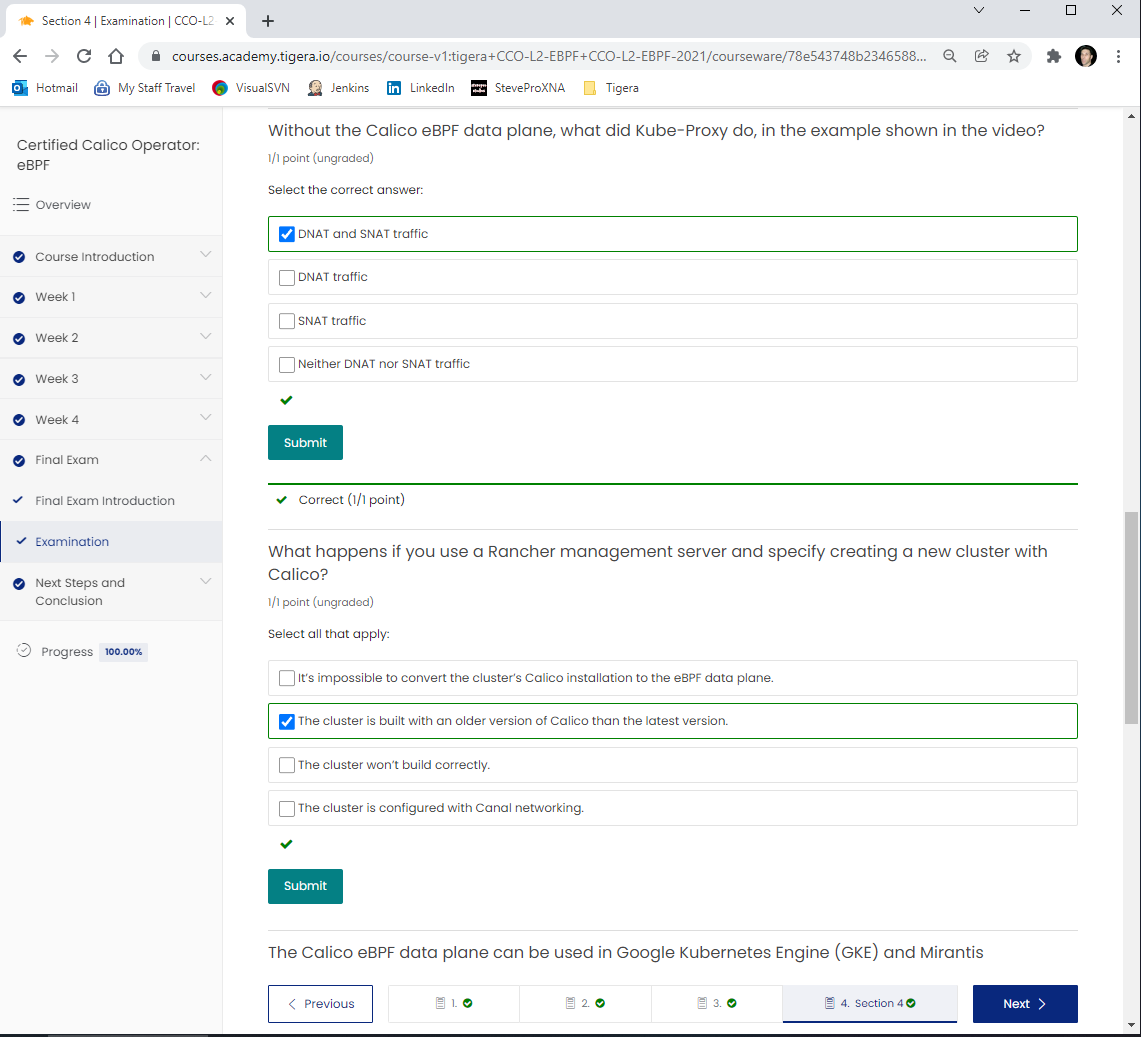 Section 4 | Examination | CCO-L2
courses.academy.tigera.io/courses/course-v1:tigera+CCO-L2-EBPF+CCO-L2-EBPF-2021/courseware/78e543748b2346588...
Hotmail My Staff Travel VisualSVN Jenkins LinkedIn SteveProXNA Tigera
Certified Calico Operator:
eBPF
Overview
Course Introduction
Week 1
Week 2
Week 3
Week 4
Final Exam
Final Exam Introduction
Examination
Next Steps and
Conclusion
Progress 100.00%
Without the Calico eBPF data plane, what did Kube-Proxy do, in the example shown in the video?
1/1 point (ungraded)
Select the correct answer:
DNAT and SNAT traffic
DNAT traffic
SNAT traffic
Neither DNAT nor SNAT traffic
Submit
Correct (1/1 point)
What happens if you use a Rancher management server and specify creating a new cluster with
Calico?
1/1 point (ungraded)
Select all that apply:
It's impossible to convert the cluster's Calico installation to the eBPF data plane.
The cluster is built with an older version of Calico than the latest version.
The cluster won't build correctly.
The cluster is configured with Canal networking.
Submit
The Calico eBPF data plane can be used in Google Kubernetes Engine (GKE) and Mirantis
Previous 1. 2. 3. 4. Section 4 Next